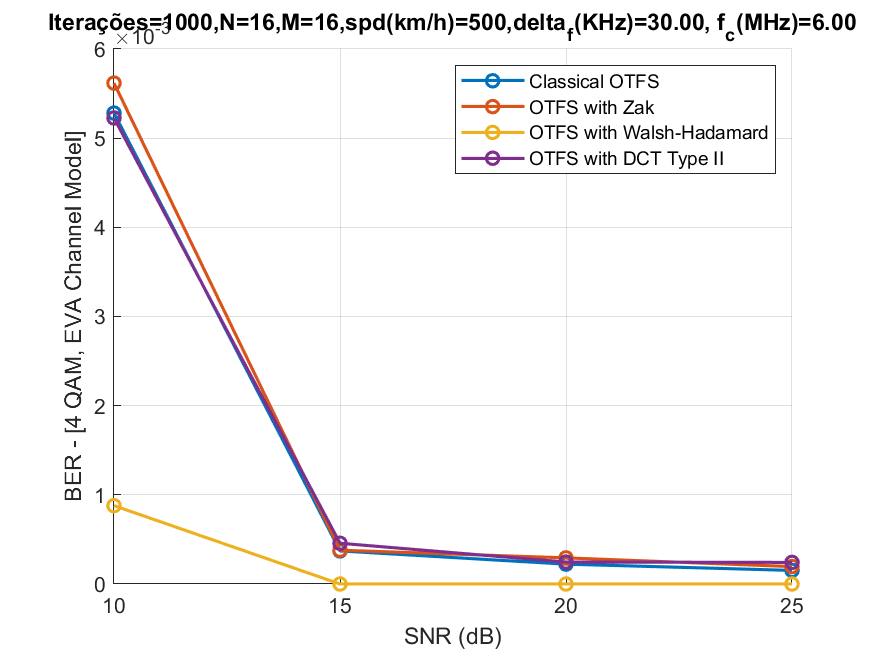 Iterações=1000,N=16,M=16,spd(km/h)=500,delta_f(KHz)=30.00, f_c(MHz)=6.00
×10^-3
6
5
4
3
2
1
0
BER - [4 QAM, EVA Channel Model]
Classical OTFS
OTFS with Zak
OTFS with Walsh-Hadamard
OTFS with DCT Type II
10
15
20
25
SNR (dB)